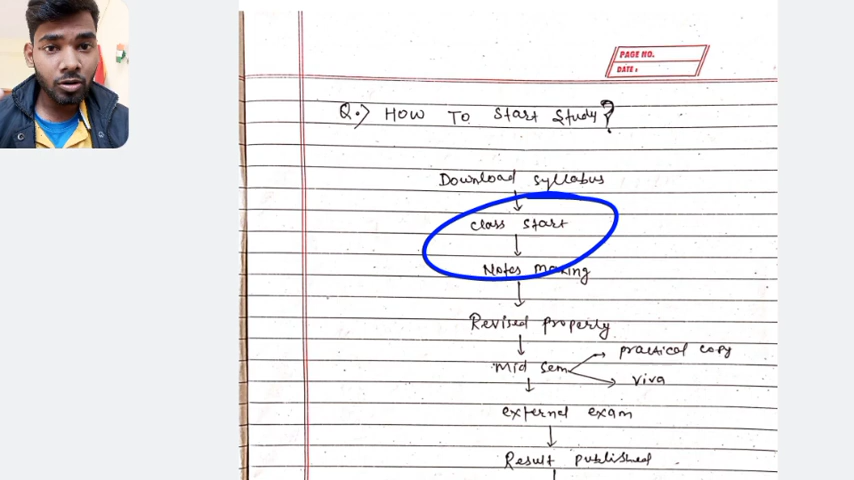 PAGE NO.
DATE :
Q.> HOW TO Start Study?
Download syllabus
Class Start
Notes making
Revised property
Mid sem
practical copy
viva
external exam
Result published